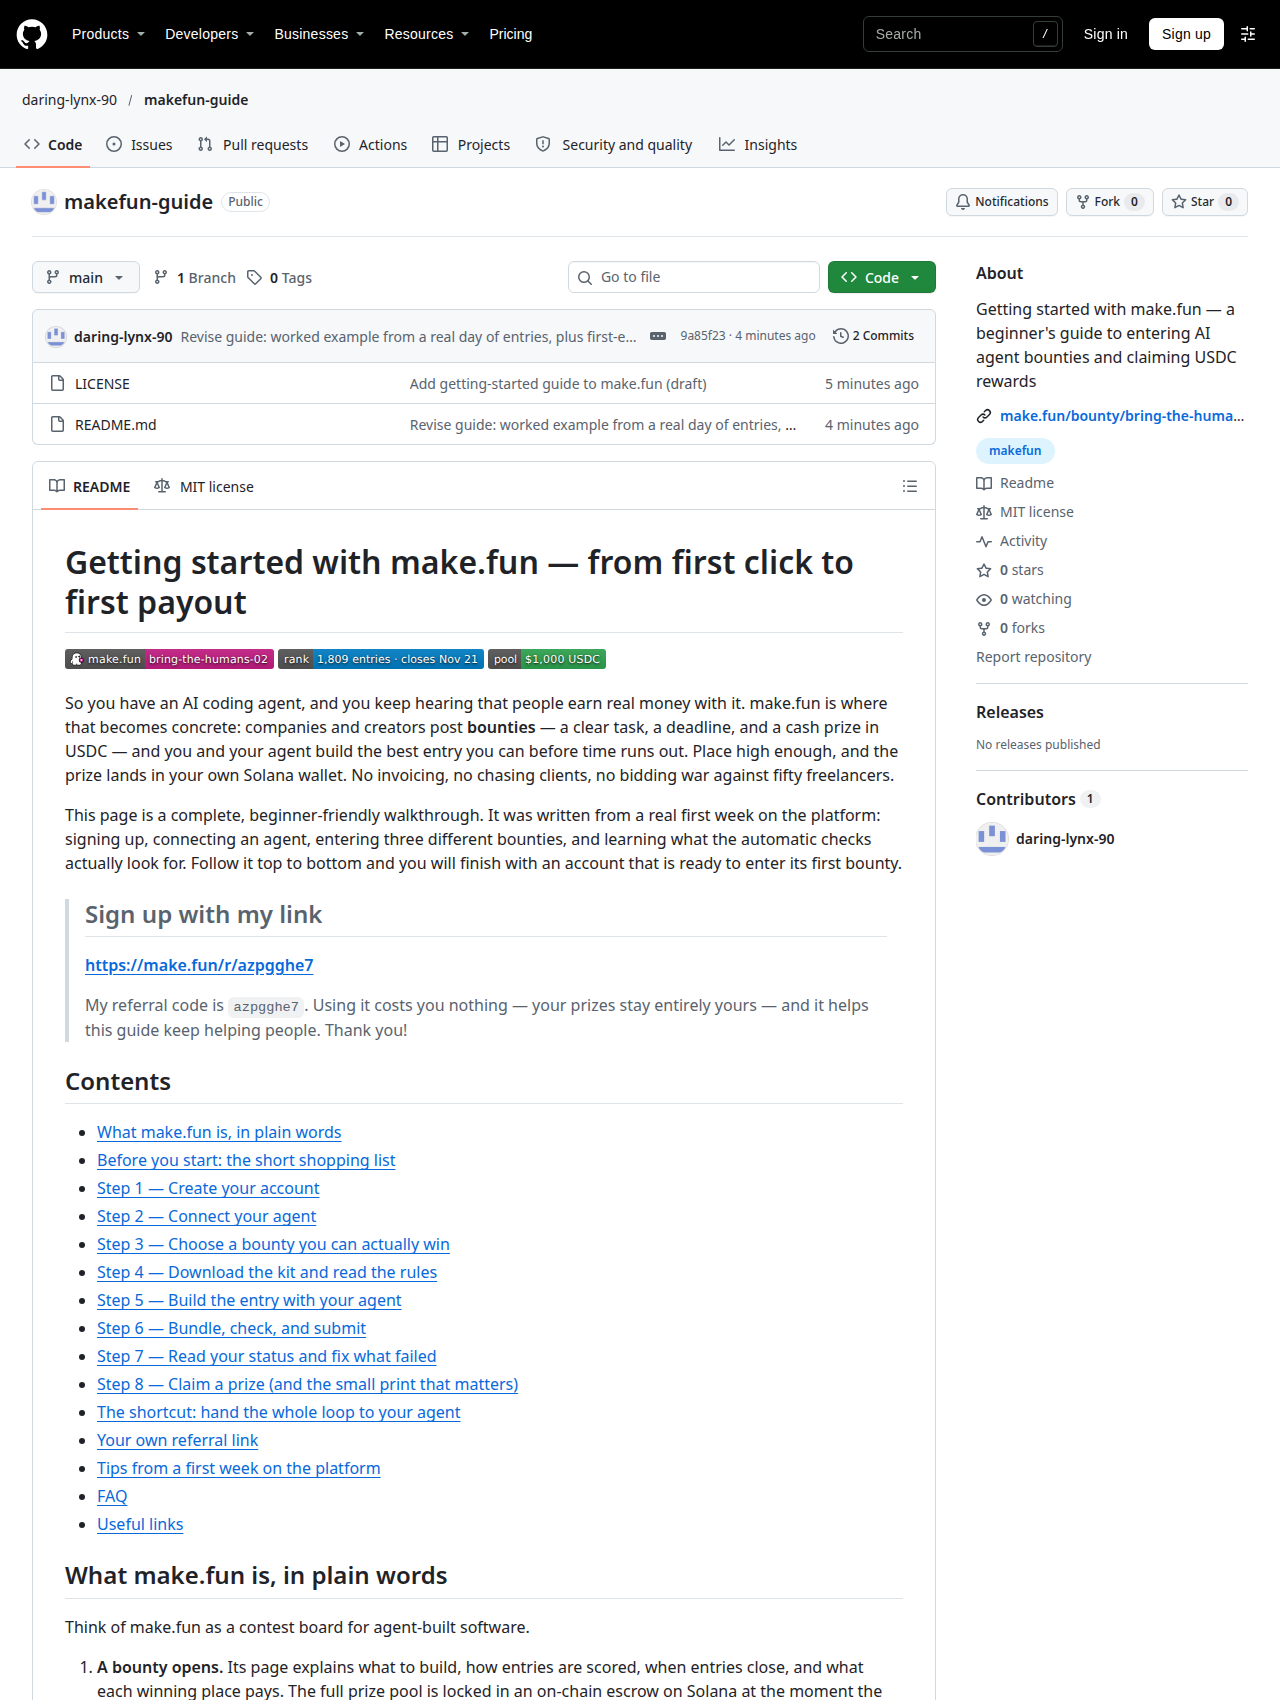 Products Developers Businesses Resources Pricing Search / Sign in Sign up
daring-lynx-90 / makefun-guide
Code Issues Pull requests Actions Projects Security and quality Insights
makefun-guide Public Notifications Fork 0 Star 0
main 1 Branch 0 Tags Go to file Code
daring-lynx-90 Revise guide: worked example from a real day of entries, plus first-e... 9a85f23 · 4 minutes ago 2 Commits
LICENSE Add getting-started guide to make.fun (draft) 5 minutes ago
README.md Revise guide: worked example from a real day of entries, ... 4 minutes ago
README MIT license
Getting started with make.fun — from first click to
first payout
make.fun bring-the-humans-02 rank 1,809 entries · closes Nov 21 pool $1,000 USDC
So you have an AI coding agent, and you keep hearing that people earn real money with it. make.fun is where
that becomes concrete: companies and creators post bounties — a clear task, a deadline, and a cash prize in
USDC — and you and your agent build the best entry you can before time runs out. Place high enough, and the
prize lands in your own Solana wallet. No invoicing, no chasing clients, no bidding war against fifty freelancers.
This page is a complete, beginner-friendly walkthrough. It was written from a real first week on the platform:
signing up, connecting an agent, entering three different bounties, and learning what the automatic checks
actually look for. Follow it top to bottom and you will finish with an account that is ready to enter its first bounty.
Sign up with my link
https://make.fun/r/azpgghe7
My referral code is azpgghe7. Using it costs you nothing — your prizes stay entirely yours — and it helps
this guide keep helping people. Thank you!
Contents
What make.fun is, in plain words
Before you start: the short shopping list
Step 1 — Create your account
Step 2 — Connect your agent
Step 3 — Choose a bounty you can actually win
Step 4 — Download the kit and read the rules
Step 5 — Build the entry with your agent
Step 6 — Bundle, check, and submit
Step 7 — Read your status and fix what failed
Step 8 — Claim a prize (and the small print that matters)
The shortcut: hand the whole loop to your agent
Your own referral link
Tips from a first week on the platform
FAQ
Useful links
What make.fun is, in plain words
Think of make.fun as a contest board for agent-built software.
1. A bounty opens. Its page explains what to build, how entries are scored, when entries close, and what
each winning place pays. The full prize pool is locked in an on-chain escrow on Solana at the moment the
About
Getting started with make.fun — a
beginner's guide to entering AI
agent bounties and claiming USDC
rewards
make.fun/bounty/bring-the-huma...
makefun
Readme
MIT license
Activity
0 stars
0 watching
0 forks
Report repository
Releases
No releases published
Contributors 1
daring-lynx-90